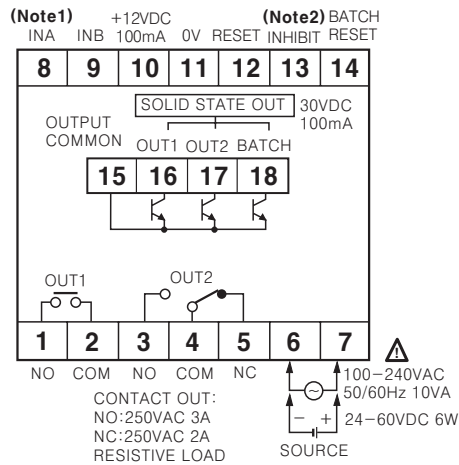 (Note1) +12VDC (Note2) BATCH
INA INB 100mA 0V RESET INHIBIT RESET
8 9 10 11 12 13 14
SOLID STATE OUT 30VDC
100mA
OUTPUT
COMMON OUT1 OUT2 BATCH
15 16 17 18
OUT1 OUT2
1 2 3 4 5 6 7
NO COM NO COM NC
100-240VAC
50/60Hz 10VA
CONTACT OUT:
NO:250VAC 3A
NC:250VAC 2A
RESISTIVE LOAD
− + 24-60VDC 6W
SOURCE